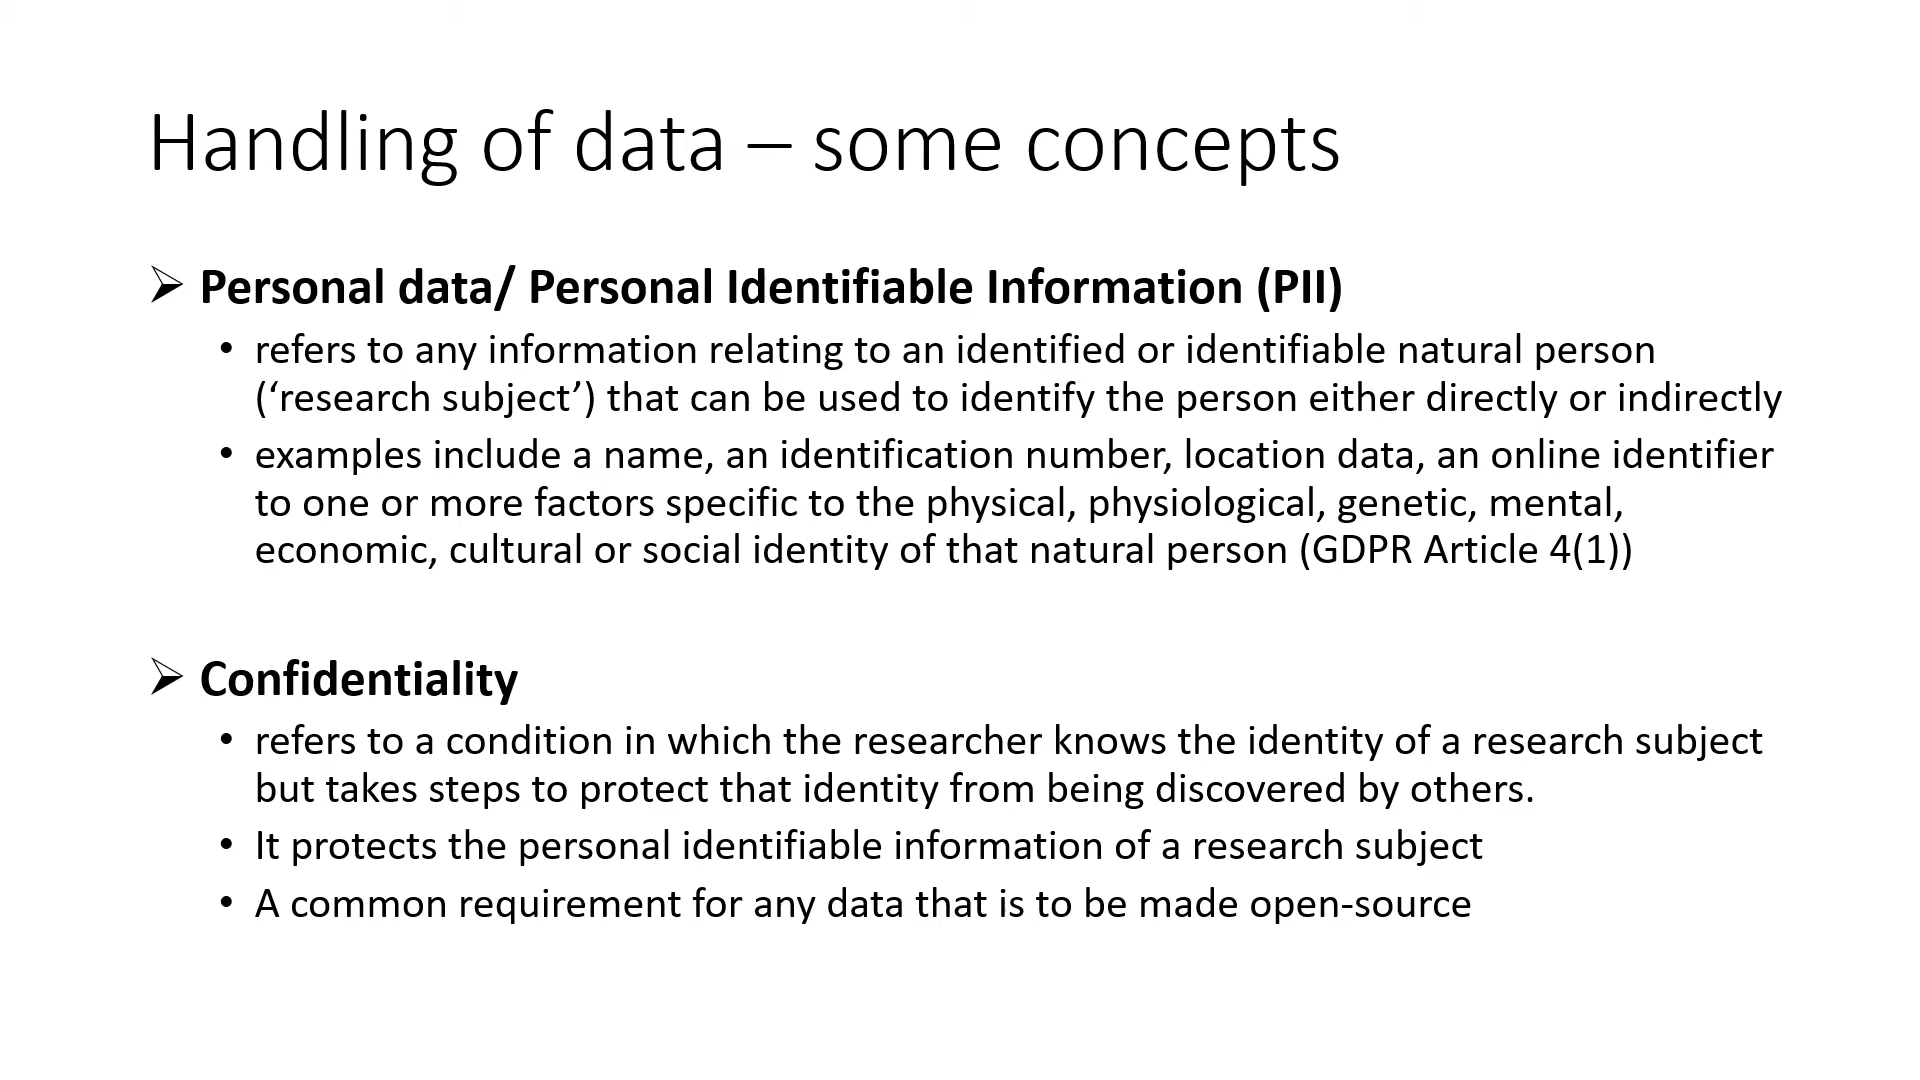 Handling of data – some concepts
➢ Personal data/ Personal Identifiable Information (PII)
• refers to any information relating to an identified or identifiable natural person
(‘research subject’) that can be used to identify the person either directly or indirectly
• examples include a name, an identification number, location data, an online identifier
to one or more factors specific to the physical, physiological, genetic, mental,
economic, cultural or social identity of that natural person (GDPR Article 4(1))
➢ Confidentiality
• refers to a condition in which the researcher knows the identity of a research subject
but takes steps to protect that identity from being discovered by others.
• It protects the personal identifiable information of a research subject
• A common requirement for any data that is to be made open-source